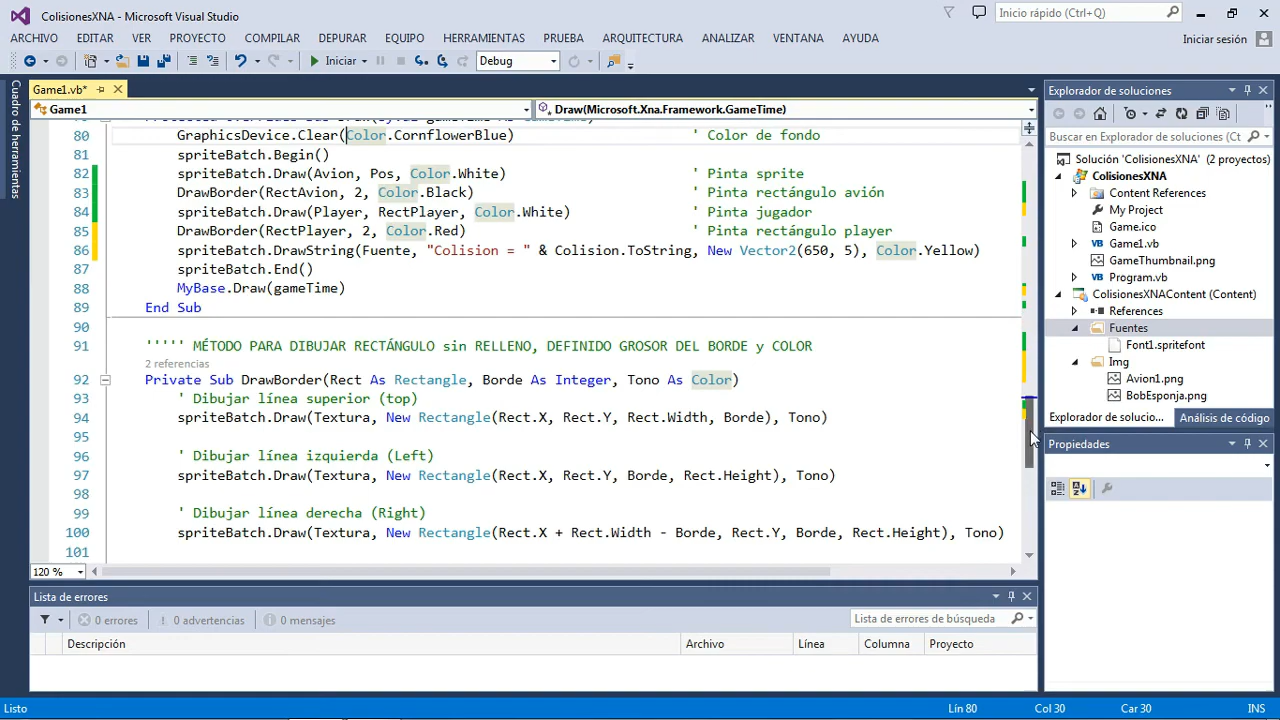 ColisionesXNA - Microsoft Visual Studio
Inicio rápido (Ctrl+Q)
ARCHIVO EDITAR VER PROYECTO COMPILAR DEPURAR EQUIPO HERRAMIENTAS PRUEBA ARQUITECTURA ANALIZAR VENTANA AYUDA
Iniciar sesión
Iniciar Debug
Cuadro de herramientas
Game1.vb*
Game1 Draw(Microsoft.Xna.Framework.GameTime)
80 GraphicsDevice.Clear(Color.CornflowerBlue) ' Color de fondo
81 spriteBatch.Begin()
82 spriteBatch.Draw(Avion, Pos, Color.White) ' Pinta sprite
83 DrawBorder(RectAvion, 2, Color.Black) ' Pinta rectángulo avión
84 spriteBatch.Draw(Player, RectPlayer, Color.White) ' Pinta jugador
85 DrawBorder(RectPlayer, 2, Color.Red) ' Pinta rectángulo player
86 spriteBatch.DrawString(Fuente, "Colision = " & Colision.ToString, New Vector2(650, 5), Color.Yellow)
87 spriteBatch.End()
88 MyBase.Draw(gameTime)
89 End Sub
90
91 ''''' MÉTODO PARA DIBUJAR RECTÁNGULO sin RELLENO, DEFINIDO GROSOR DEL BORDE y COLOR
2 referencias
92 Private Sub DrawBorder(Rect As Rectangle, Borde As Integer, Tono As Color)
93 ' Dibujar línea superior (top)
94 spriteBatch.Draw(Textura, New Rectangle(Rect.X, Rect.Y, Rect.Width, Borde), Tono)
95
96 ' Dibujar línea izquierda (Left)
97 spriteBatch.Draw(Textura, New Rectangle(Rect.X, Rect.Y, Borde, Rect.Height), Tono)
98
99 ' Dibujar línea derecha (Right)
100 spriteBatch.Draw(Textura, New Rectangle(Rect.X + Rect.Width - Borde, Rect.Y, Borde, Rect.Height), Tono)
101
120 %
Explorador de soluciones
Buscar en Explorador de soluciones (Ctrl+
Solución 'ColisionesXNA' (2 proyectos)
ColisionesXNA
Content References
My Project
Game.ico
Game1.vb
GameThumbnail.png
Program.vb
ColisionesXNAContent (Content)
References
Fuentes
Font1.spritefont
Img
Avion1.png
BobEsponja.png
Explorador de solucio... Análisis de código
Propiedades
Lista de errores
0 errores 0 advertencias 0 mensajes Lista de errores de búsqueda
Descripción Archivo Línea Columna Proyecto
Listo Lín 80 Col 30 Car 30 INS